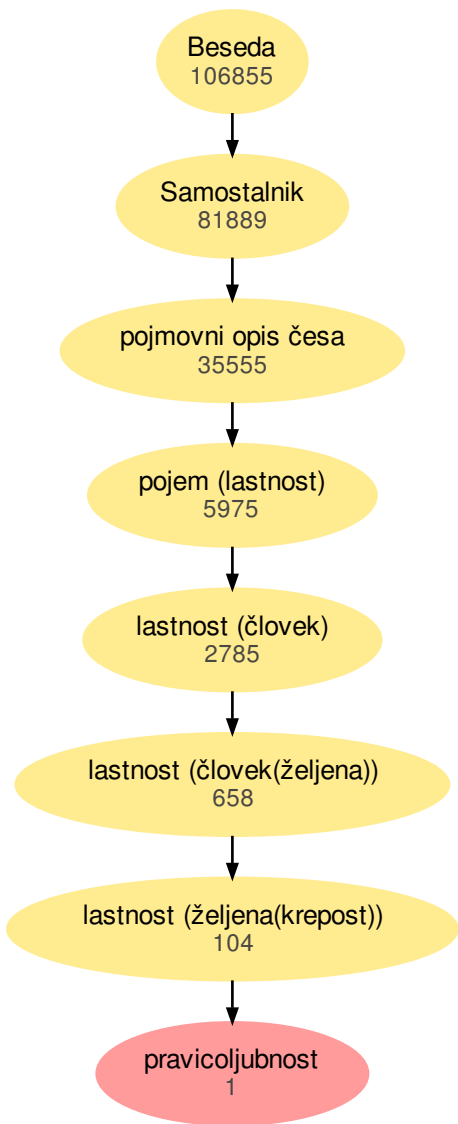 Beseda
106855
Samostalnik
81889
pojmovni opis česa
35555
pojem (lastnost)
5975
lastnost (človek)
2785
lastnost (človek(željena))
658
lastnost (željena(krepost))
104
pravicoljubnost
1